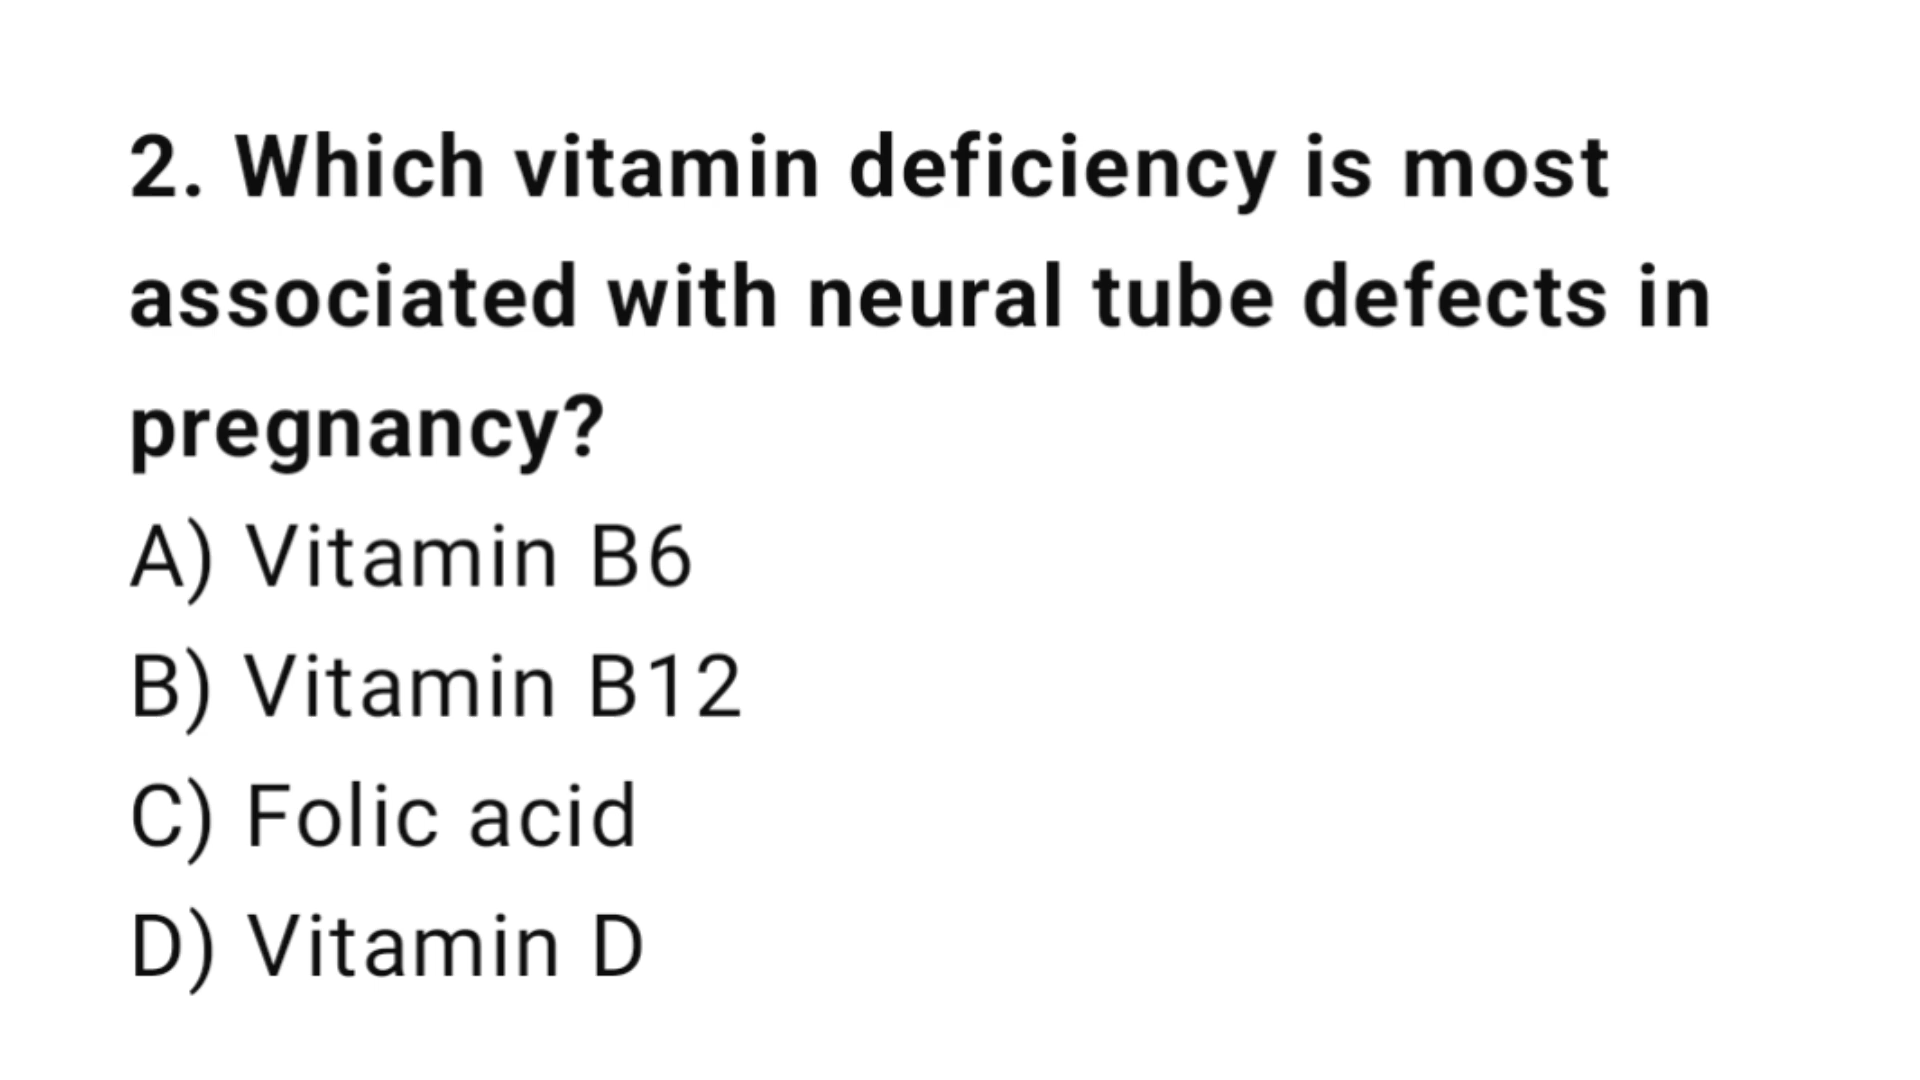 2. Which vitamin deficiency is most
associated with neural tube defects in
pregnancy?
A) Vitamin B6
B) Vitamin B12
C) Folic acid
D) Vitamin D